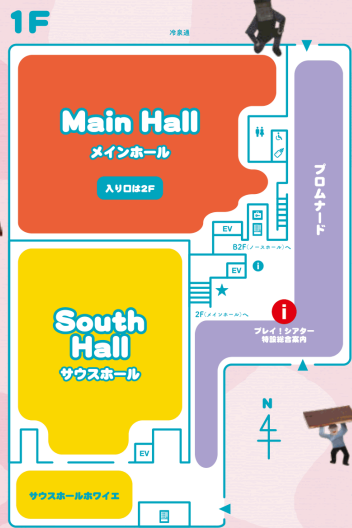 1F
冷泉通
Main Hall
メインホール
入り口は2F
プロムナード
EV
B2F(ノースホール)へ
EV
i
2F(メインホール)へ
i
プレイ!シアター
特設総合案内
South
Hall
サウスホール
N
EV
サウスホールホワイエ